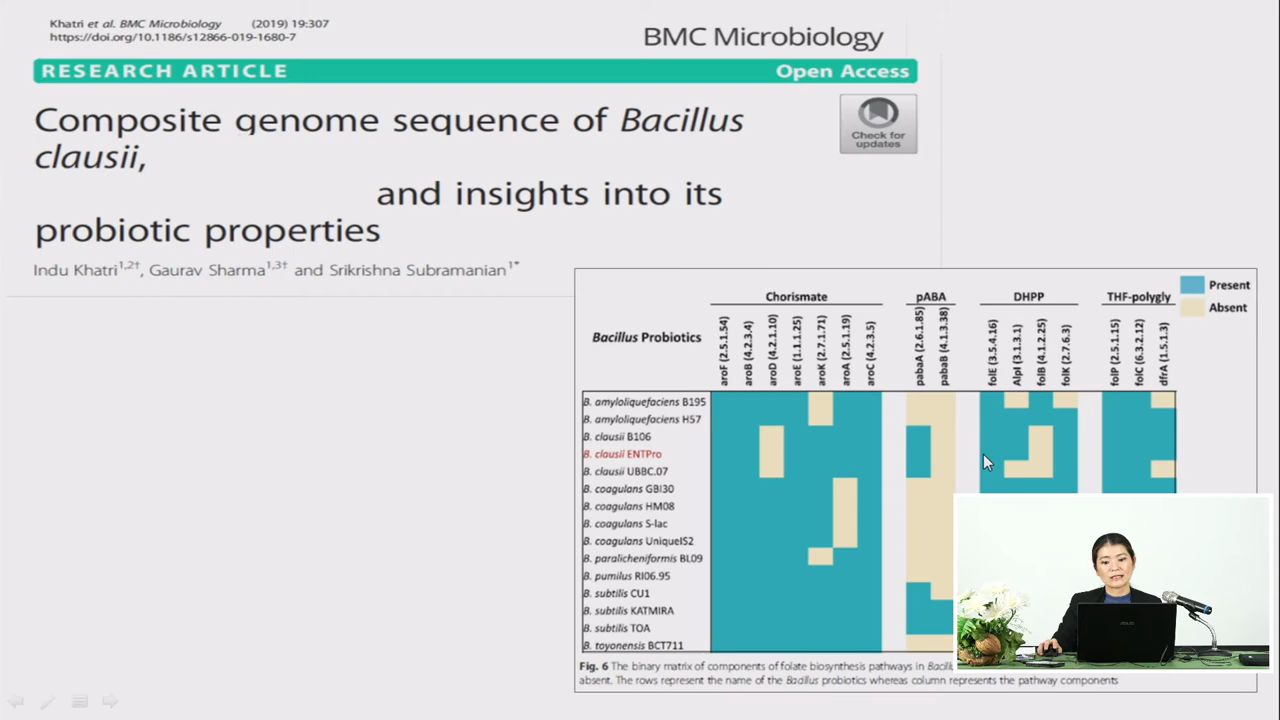 Khatri et al. BMC Microbiology (2019) 19:307
https://doi.org/10.1186/s12866-019-1680-7
BMC Microbiology
RESEARCH ARTICLE Open Access
Composite genome sequence of Bacillus
clausii,
and insights into its
probiotic properties
Check for
updates
Indu Khatri1,2†, Gaurav Sharma1,3† and Srikrishna Subramanian1*
Present
Absent
Chorismate pABA DHPP THF-polygly
Bacillus Probiotics
aroF (2.5.1.54)
aroB (4.2.3.4)
aroD (4.2.1.10)
aroE (1.1.1.25)
aroK (2.7.1.71)
aroA (2.5.1.19)
aroC (4.2.3.5)
pabaA (2.6.1.85)
pabaB (4.1.3.38)
folE (3.5.4.16)
Alpl (3.1.3.1)
folB (4.1.2.25)
folK (2.7.6.3)
folP (2.5.1.15)
folC (6.3.2.12)
dfrA (1.5.1.3)
B. amyloliquefaciens B195
B. amyloliquefaciens H57
B. clausii B106
B. clausii ENTPro
B. clausii UBBC.07
B. coagulans GBI30
B. coagulans HM08
B. coagulans S-lac
B. coagulans UniqueIS2
B. paralicheniformis BL09
B. pumilus RI06.95
B. subtilis CU1
B. subtilis KATMIRA
B. subtilis TOA
B. toyonensis BCT711
Fig. 6 The binary matrix of components of folate biosynthesis pathways in
absent. The rows represent the name of the Bacillus probiotics whereas column represents the pathway components